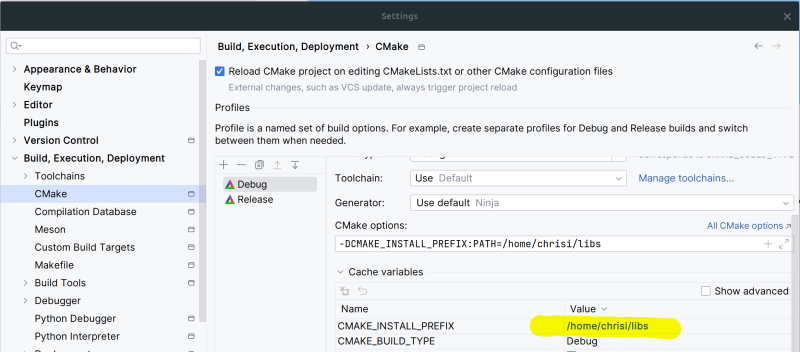 Settings
Build, Execution, Deployment › CMake
Appearance & Behavior
Keymap
Editor
Plugins
Version Control
Build, Execution, Deployment
Toolchains
CMake
Compilation Database
Meson
Custom Build Targets
Makefile
Build Tools
Debugger
Python Debugger
Python Interpreter
Reload CMake project on editing CMakeLists.txt or other CMake configuration files
External changes, such as VCS update, always trigger project reload
Profiles
Profile is a named set of build options. For example, create separate profiles for Debug and Release builds and switch
between them when needed.
Debug
Release
Toolchain: Use Default Manage toolchains...
Generator: Use default Ninja
CMake options: All CMake options ↗
-DCMAKE_INSTALL_PREFIX:PATH=/home/chrisi/libs
Cache variables
Show advanced
Name Value
CMAKE_INSTALL_PREFIX /home/chrisi/libs
CMAKE_BUILD_TYPE Debug